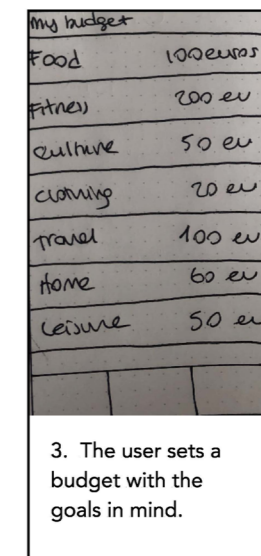 my budget
Food 100euros
Fitness 200 eu
culture 50 eu
clothing 20 eu
Travel 100 eu
Home 60 eu
Leisure 50 eu
3. The user sets a
budget with the
goals in mind.